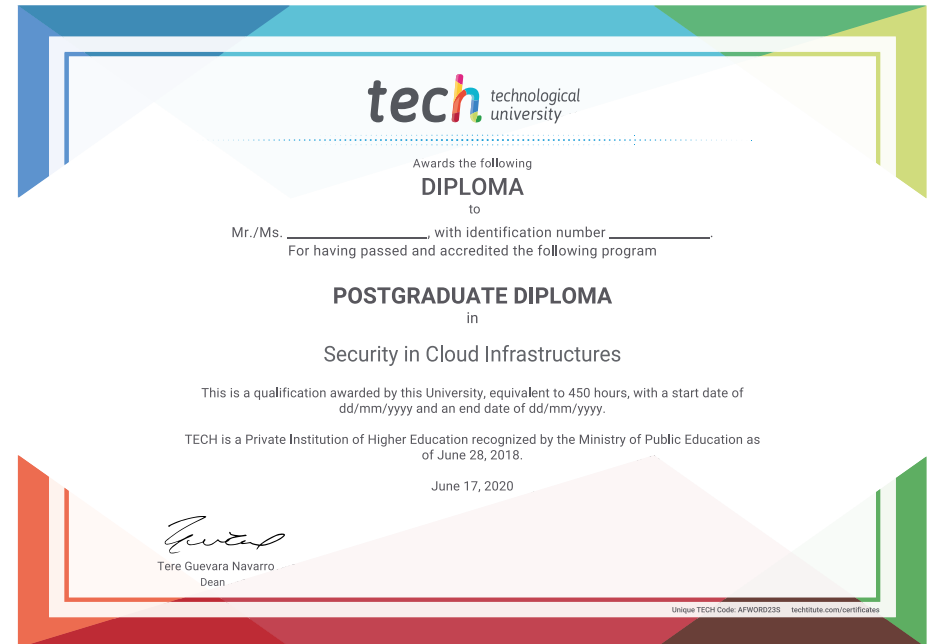 tech technological
university
Awards the following
DIPLOMA
to
Mr./Ms. ____________________, with identification number ______________.
For having passed and accredited the following program
POSTGRADUATE DIPLOMA
in
Security in Cloud Infrastructures
This is a qualification awarded by this University, equivalent to 450 hours, with a start date of
dd/mm/yyyy and an end date of dd/mm/yyyy.
TECH is a Private Institution of Higher Education recognized by the Ministry of Public Education as
of June 28, 2018.
June 17, 2020
Tere Guevara Navarro
Dean
Unique TECH Code: AFWORD23S techtitute.com/certificates